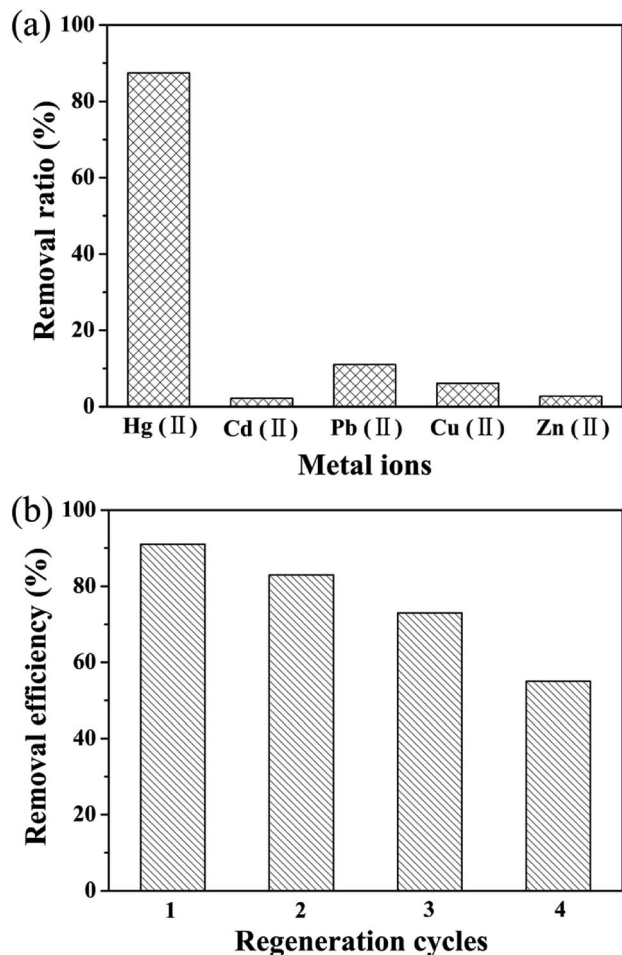 (a)
100
80
60
40
20
0
Removal ratio (%)
Hg (Ⅱ) Cd (Ⅱ) Pb (Ⅱ) Cu (Ⅱ) Zn (Ⅱ)
Metal ions
(b)
100
80
60
40
20
0
Removal efficiency (%)
1 2 3 4
Regeneration cycles